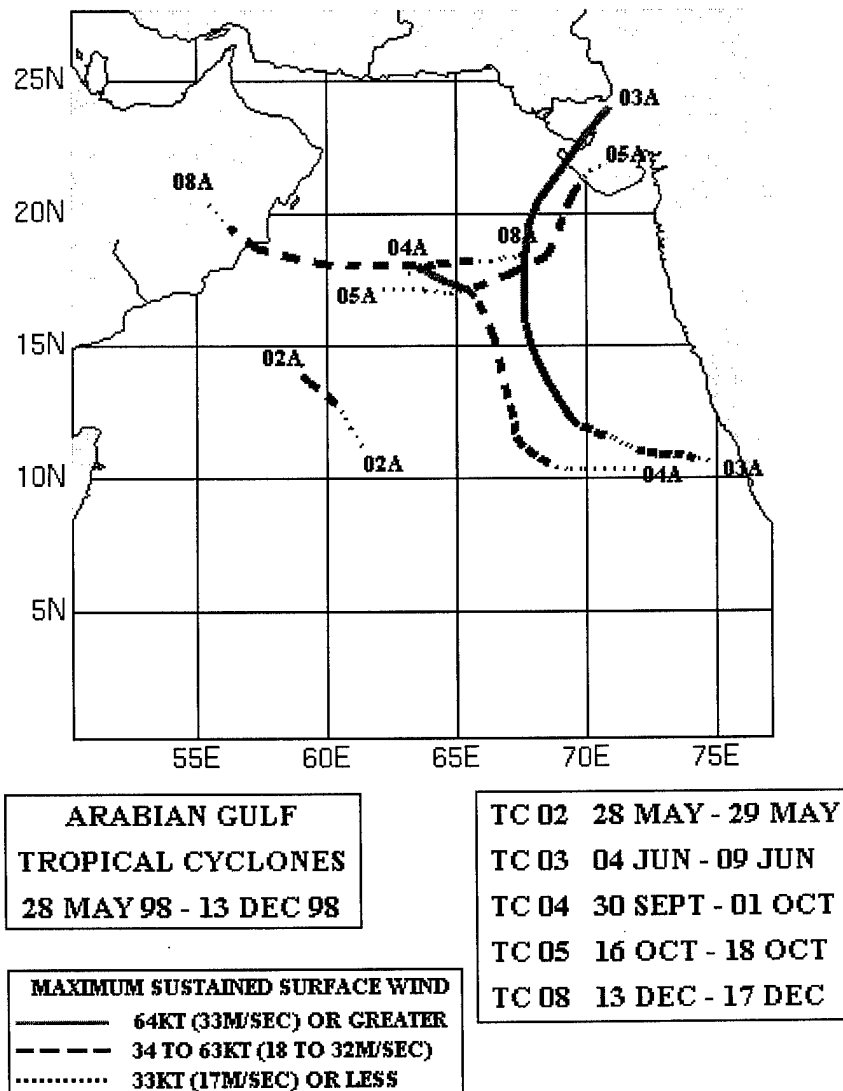 25N
03A
05A
08A
20N
04A
08A
05A
15N
02A
02A
04A
03A
10N
5N
55E 60E 65E 70E 75E
ARABIAN GULF
TROPICAL CYCLONES
28 MAY 98 - 13 DEC 98
TC 02 28 MAY - 29 MAY
TC 03 04 JUN - 09 JUN
TC 04 30 SEPT - 01 OCT
TC 05 16 OCT - 18 OCT
TC 08 13 DEC - 17 DEC
MAXIMUM SUSTAINED SURFACE WIND
64KT (33M/SEC) OR GREATER
34 TO 63KT (18 TO 32M/SEC)
33KT (17M/SEC) OR LESS